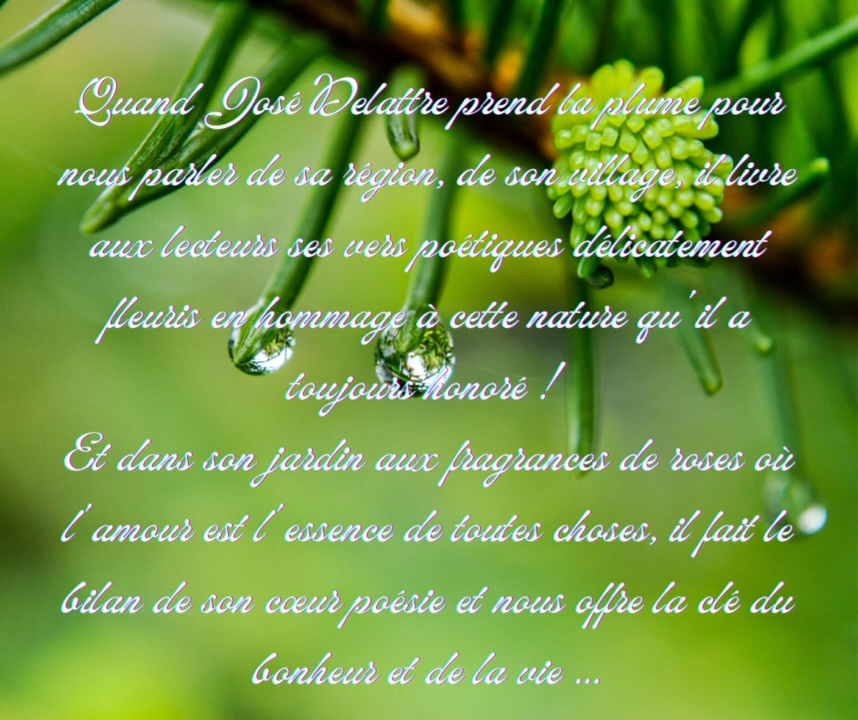 Quand José Delattre prend la plume pour
nous parler de sa région, de son village, il livre
aux lecteurs ses vers poétiques délicatement
fleuris en hommage à cette nature qu'il a
toujours honoré !
Et dans son jardin aux fragrances de roses où
l'amour est l'essence de toutes choses, il fait le
bilan de son cœur poésie et nous offre la clé du
bonheur et de la vie ...